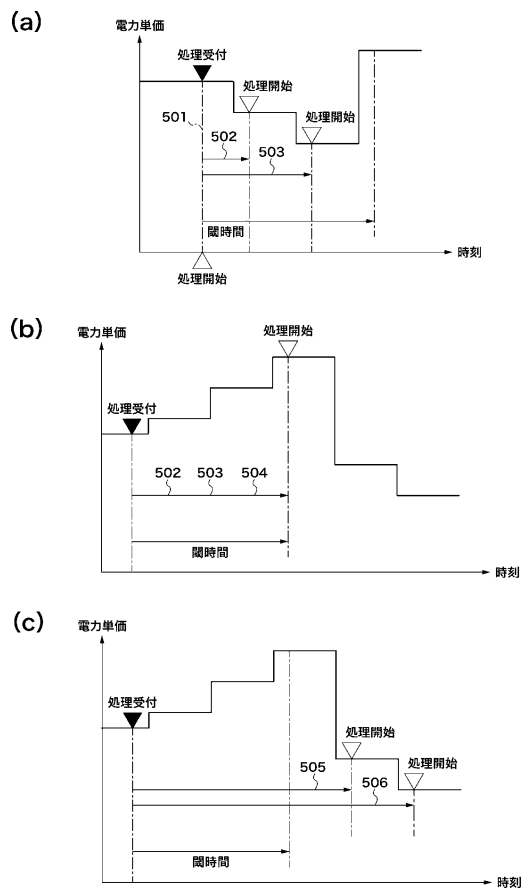 (a)
電力単価
処理受付
処理開始
処理開始
501
502
503
閾時間
時刻
処理開始
(b)
電力単価
処理開始
処理受付
502 503 504
閾時間
時刻
(c)
電力単価
処理受付
処理開始
処理開始
505
506
閾時間
時刻